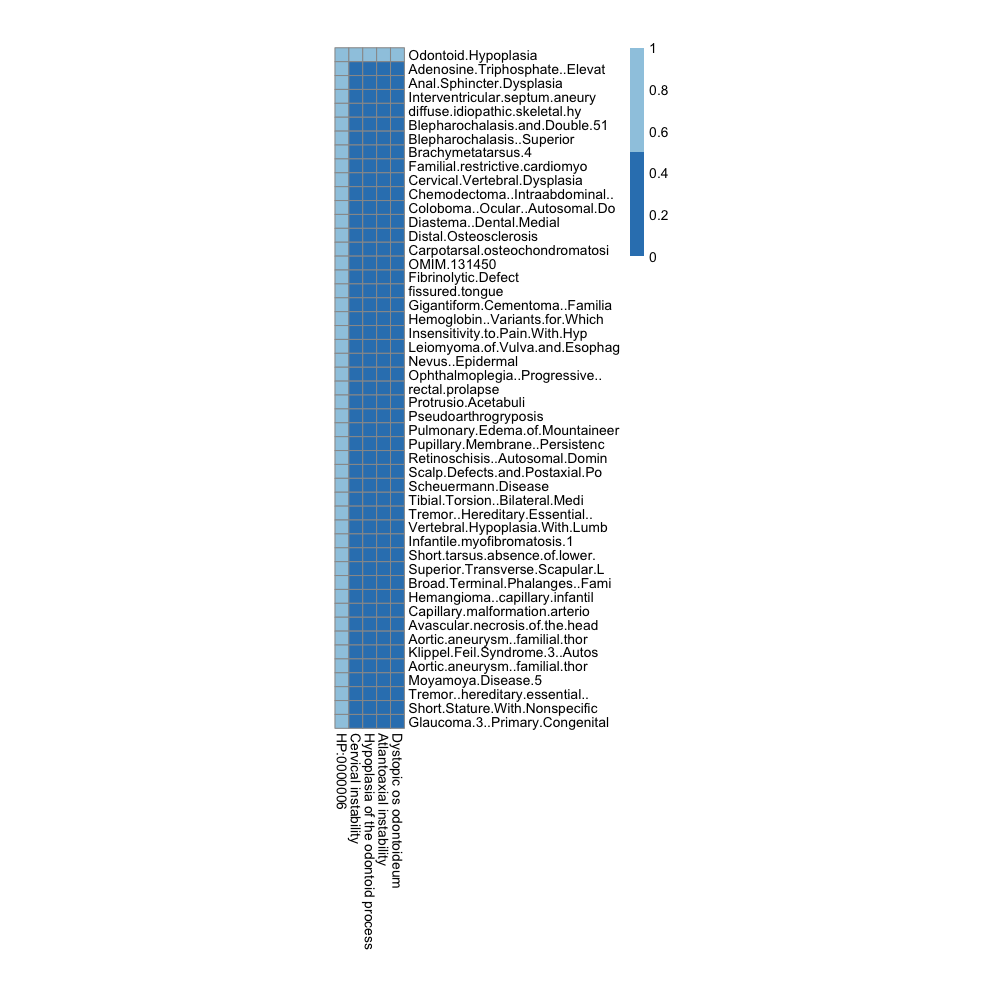 Odontoid.Hypoplasia
Adenosine.Triphosphate..Elevat
Anal.Sphincter.Dysplasia
Interventricular.septum.aneury
diffuse.idiopathic.skeletal.hy
Blepharochalasis.and.Double.51
Blepharochalasis..Superior
Brachymetatarsus.4
Familial.restrictive.cardiomyo
Cervical.Vertebral.Dysplasia
Chemodectoma..Intraabdominal..
Coloboma..Ocular..Autosomal.Do
Diastema..Dental.Medial
Distal.Osteosclerosis
Carpotarsal.osteochondromatosi
OMIM.131450
Fibrinolytic.Defect
fissured.tongue
Gigantiform.Cementoma..Familia
Hemoglobin..Variants.for.Which
Insensitivity.to.Pain.With.Hyp
Leiomyoma.of.Vulva.and.Esophag
Nevus..Epidermal
Ophthalmoplegia..Progressive..
rectal.prolapse
Protrusio.Acetabuli
Pseudoarthrogryposis
Pulmonary.Edema.of.Mountaineer
Pupillary.Membrane..Persistenc
Retinoschisis..Autosomal.Domin
Scalp.Defects.and.Postaxial.Po
Scheuermann.Disease
Tibial.Torsion..Bilateral.Medi
Tremor..Hereditary.Essential..
Vertebral.Hypoplasia.With.Lumb
Infantile.myofibromatosis.1
Short.tarsus.absence.of.lower.
Superior.Transverse.Scapular.L
Broad.Terminal.Phalanges..Fami
Hemangioma..capillary.infantil
Capillary.malformation.arterio
Avascular.necrosis.of.the.head
Aortic.aneurysm..familial.thor
Klippel.Feil.Syndrome.3..Autos
Aortic.aneurysm..familial.thor
Moyamoya.Disease.5
Tremor..hereditary.essential..
Short.Stature.With.Nonspecific
Glaucoma.3..Primary.Congenital
1
0.8
0.6
0.4
0.2
0
HP:0000006
Cervical instability
Hypoplasia of the odontoid process
Atlantoaxial instability
Dystopic os odontoideum